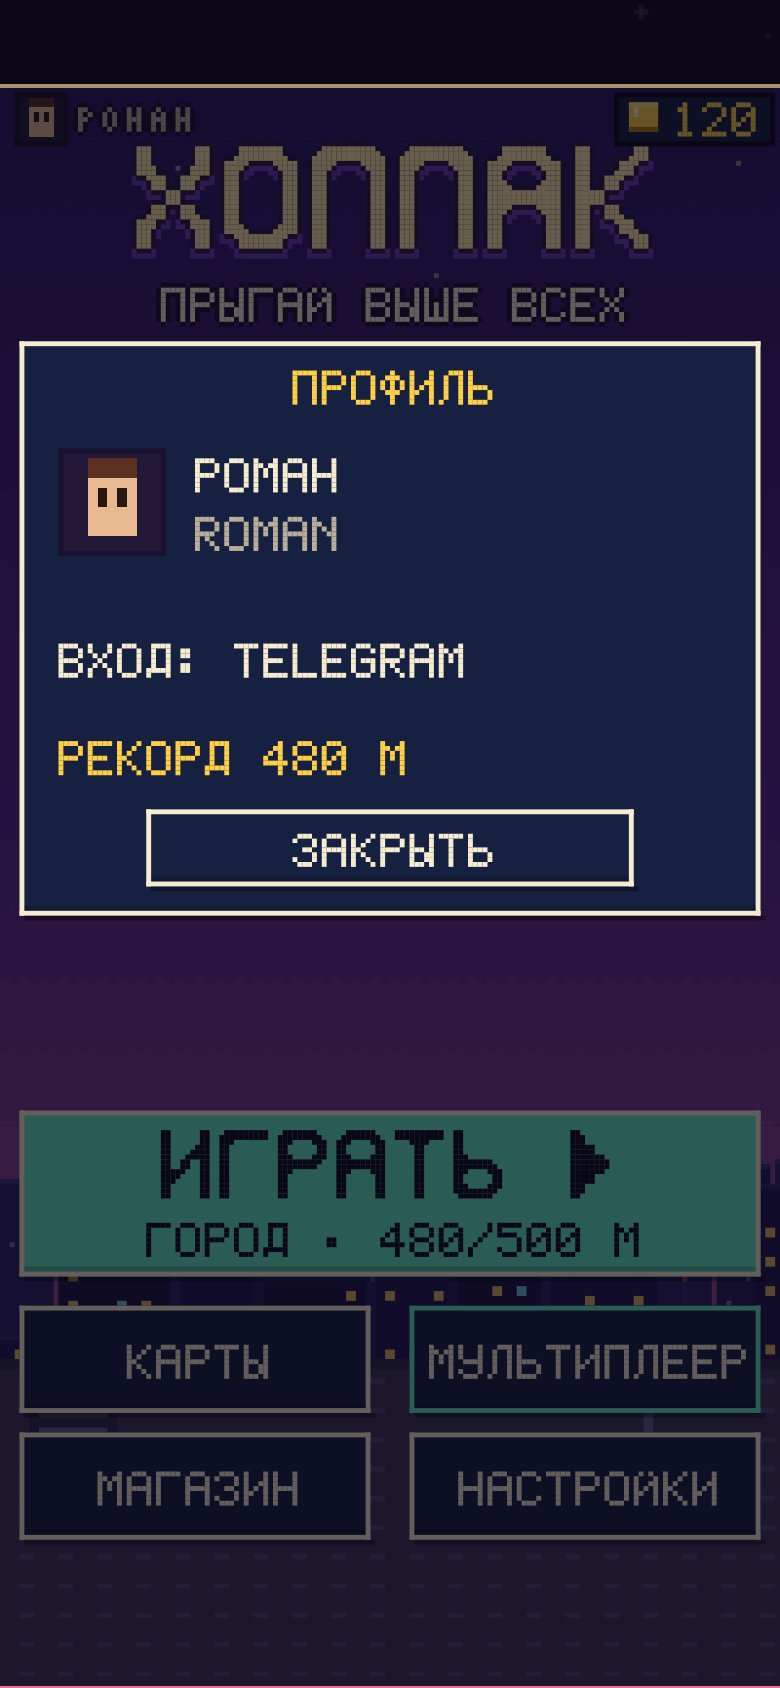 РОМАН
120
ХОППАК
ПРЫГАЙ ВЫШЕ ВСЕХ
ПРОФИЛЬ
РОМАН
ROMAN
ВХОД: TELEGRAM
РЕКОРД 480 М
ЗАКРЫТЬ
ИГРАТЬ ▶
ГОРОД · 480/500 М
КАРТЫ
МУЛЬТИПЛЕЕР
МАГАЗИН
НАСТРОЙКИ